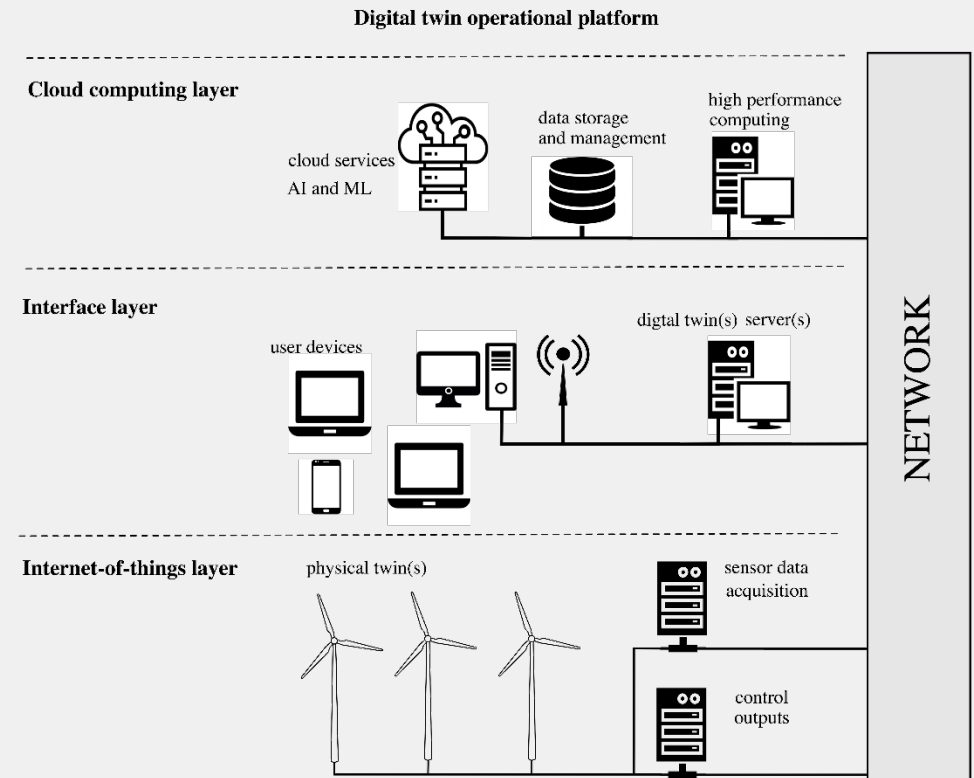 Digital twin operational platform
Cloud computing layer
cloud services
AI and ML
data storage
and management
high performance
computing
Interface layer
user devices
digtal twin(s) server(s)
NETWORK
Internet-of-things layer
physical twin(s)
sensor data
acquisition
control
outputs